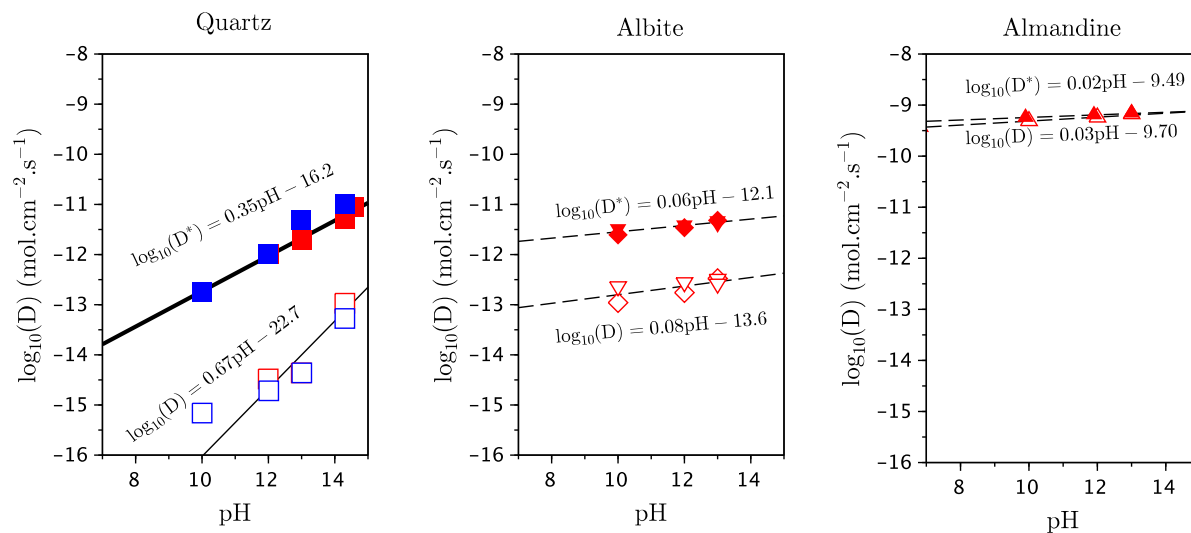 Quartz
log₁₀(D) (mol.cm⁻².s⁻¹)
−8
−9
−10
−11
−12
−13
−14
−15
−16
log₁₀(D*) = 0.35pH − 16.2
log₁₀(D) = 0.67pH − 22.7
8
10
12
14
pH
Albite
log₁₀(D) (mol.cm⁻².s⁻¹)
−8
−9
−10
−11
−12
−13
−14
−15
−16
log₁₀(D*) = 0.06pH − 12.1
log₁₀(D) = 0.08pH − 13.6
8
10
12
14
pH
Almandine
log₁₀(D) (mol.cm⁻².s⁻¹)
−8
−9
−10
−11
−12
−13
−14
−15
−16
log₁₀(D*) = 0.02pH − 9.49
log₁₀(D) = 0.03pH − 9.70
8
10
12
14
pH